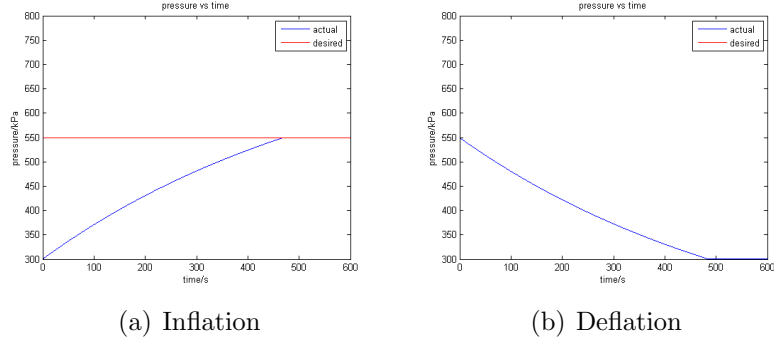 pressure vs time
800
750
700
650
600
550
500
450
400
350
300
pressure/kPa
0 100 200 300 400 500 600
time/s
actual
desired
(a) Inflation
pressure vs time
800
750
700
650
600
550
500
450
400
350
300
pressure/kPa
0 100 200 300 400 500 600
time/s
actual
desired
(b) Deflation